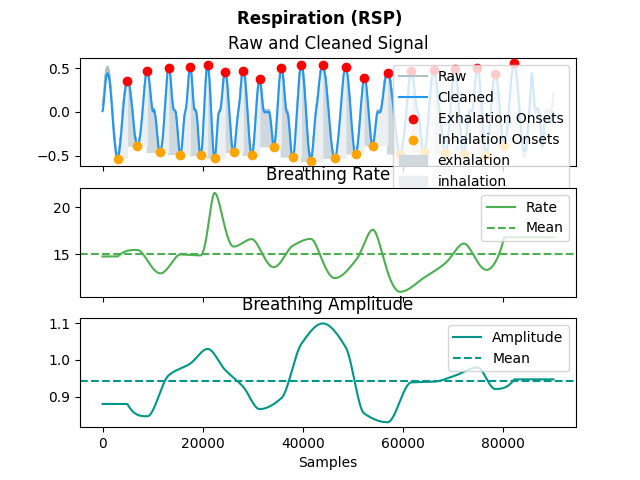 Respiration (RSP)
Raw and Cleaned Signal
0.5
0.0
−0.5
Raw
Cleaned
Exhalation Onsets
Inhalation Onsets
exhalation
inhalation
Breathing Rate
20
15
Rate
Mean
Breathing Amplitude
1.1
1.0
0.9
Amplitude
Mean
0 20000 40000 60000 80000
Samples